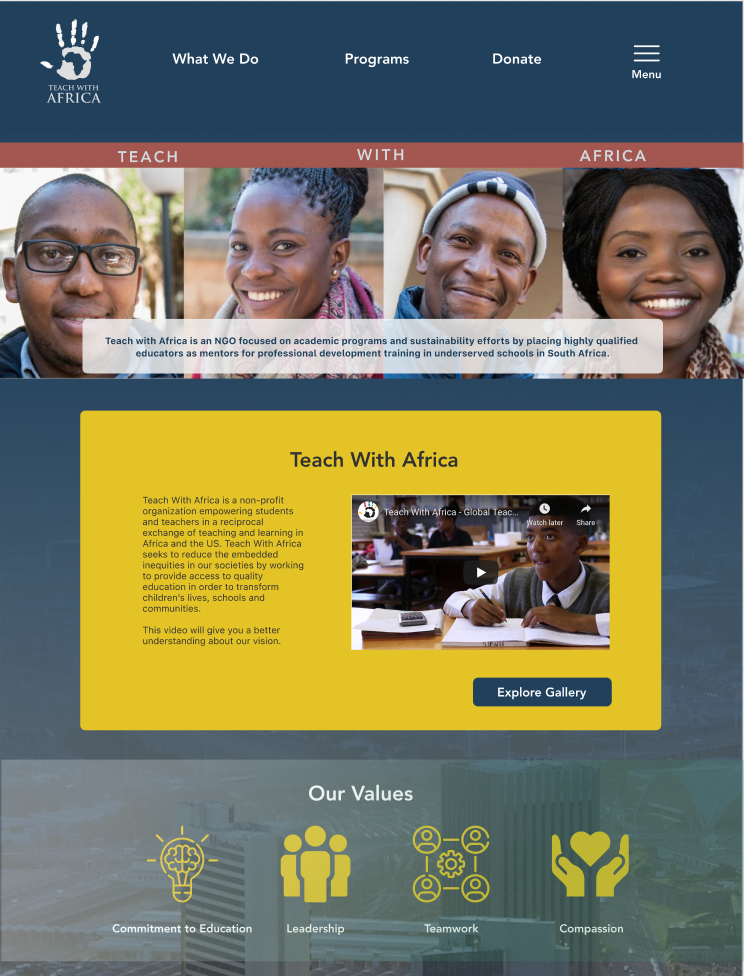 TEACH WITH
AFRICA
What We Do
Programs
Donate
Menu
TEACH
WITH
AFRICA
Teach with Africa is an NGO focused on academic programs and sustainability efforts by placing highly qualified
educators as mentors for professional development training in underserved schools in South Africa.
Teach With Africa
Teach With Africa is a non-profit
organization empowering students
and teachers in a reciprocal
exchange of teaching and learning in
Africa and the US. Teach With Africa
seeks to reduce the embedded
inequities in our societies by working
to provide access to quality
education in order to transform
children's lives, schools and
communities.
This video will give you a better
understanding about our vision.
Teach With Africa - Global Teac...
Watch later
Share
Explore Gallery
Our Values
Commitment to Education
Leadership
Teamwork
Compassion